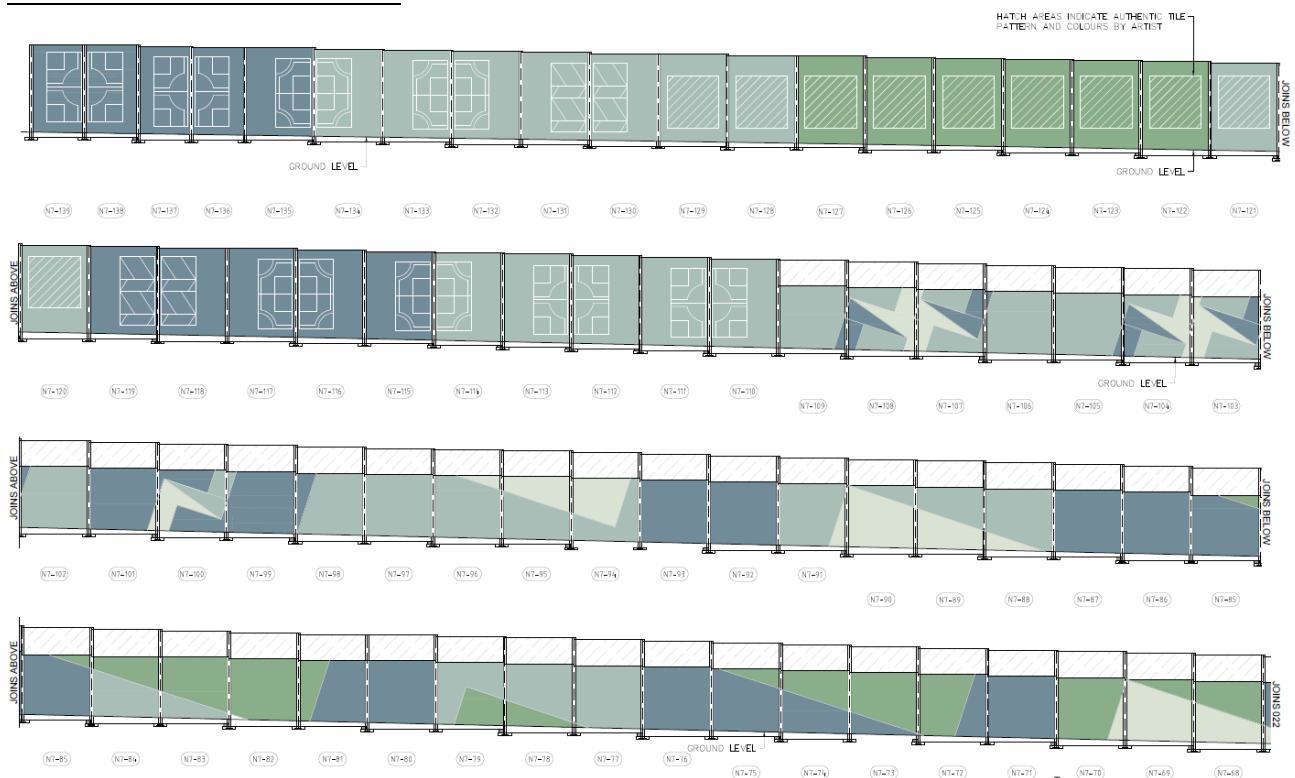 HATCH AREAS INDICATE AUTHENTIC TILE
PATTERN AND COLOURS BY ARTIST
JOINS BELOW
GROUND LEVEL
GROUND LEVEL
N7-139 N7-138 N7-137 N7-136 N7-135 N7-134 N7-133 N7-132 N7-131 N7-130 N7-129 N7-128 N7-127 N7-126 N7-125 N7-124 N7-123 N7-122 N7-121
JOINS ABOVE
JOINS BELOW
GROUND LEVEL
N7-120 N7-119 N7-118 N7-117 N7-116 N7-115 N7-114 N7-113 N7-112 N7-111 N7-110 N7-109 N7-108 N7-107 N7-106 N7-105 N7-104 N7-103
JOINS ABOVE
JOINS BELOW
N7-102 N7-101 N7-100 N7-99 N7-98 N7-97 N7-96 N7-95 N7-94 N7-93 N7-92 N7-91 N7-90 N7-89 N7-88 N7-87 N7-86 N7-85
JOINS ABOVE
JOINS 022
GROUND LEVEL
N7-85 N7-84 N7-83 N7-82 N7-81 N7-80 N7-79 N7-78 N7-77 N7-76 N7-75 N7-74 N7-73 N7-72 N7-71 N7-70 N7-69 N7-68